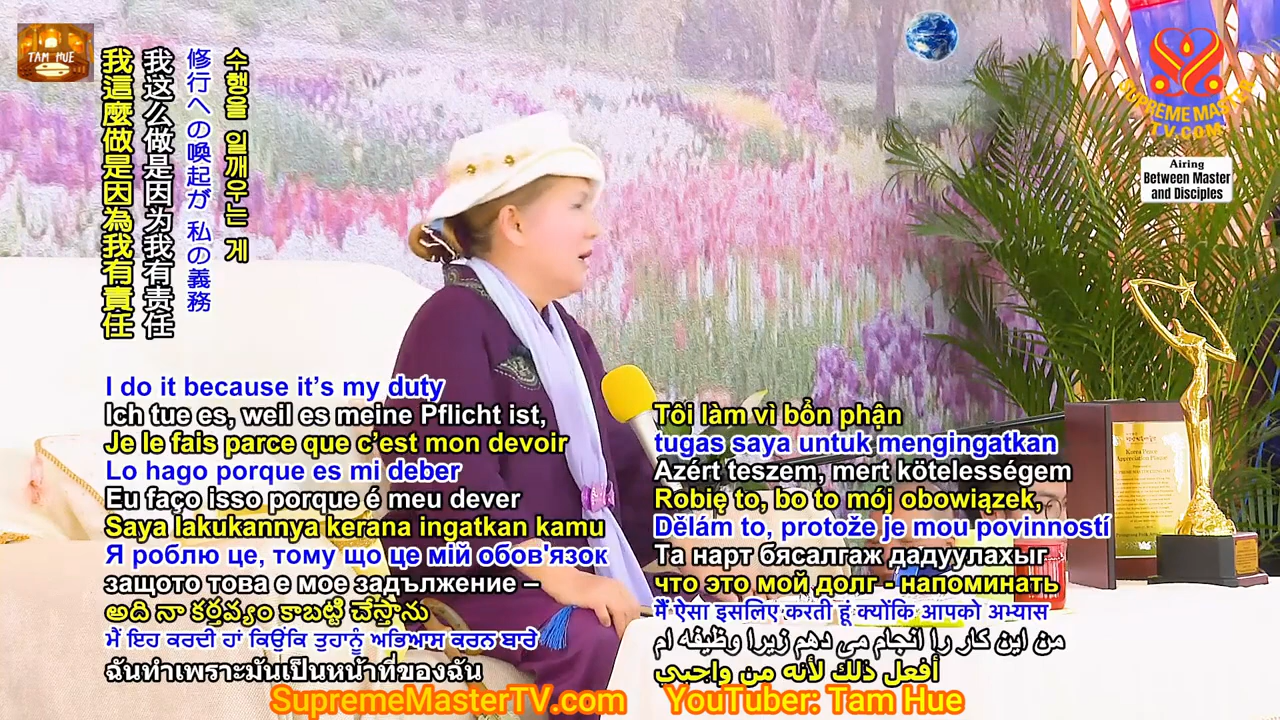 TAM HUE
我這麼做是因為我有責任
我这么做是因为我有责任
修行への喚起が 私の義務
수행을 일깨우는 게
SUPREME MASTER
TV.COM
Airing
Between Master
and Disciples
I do it because it’s my duty
Ich tue es, weil es meine Pflicht ist,
Je le fais parce que c’est mon devoir
Lo hago porque es mi deber
Eu faço isso porque é meu dever
Saya lakukannya kerana ingatkan kamu
Я роблю це, тому що це мій обов'язок
защото това е мое задължение –
అది నా కర్తవ్యం కాబట్టి చేస్తాను
ਮੈਂ ਇਹ ਕਰਦੀ ਹਾਂ ਕਿਉਂਕਿ ਤੁਹਾਨੂੰ ਅਭਿਆਸ ਕਰਨ ਬਾਰੇ
ฉันทำเพราะมันเป็นหน้าที่ของฉัน
Tôi làm vì bổn phận
tugas saya untuk mengingatkan
Azért teszem, mert kötelességem
Robię to, bo to mój obowiązek,
Dělám to, protože je mou povinností
Та нарт бясалгаж дадуулахыг
что это мой долг - напоминать
मैं ऐसा इसलिए करती हूं क्योंकि आपको अभ्यास
من این کار را انجام می دهم زیرا وظیفه ام
أفعل ذلك لأنه من واجبي
Korea Peace
Appreciation Plaque
SupremeMasterTV.com
YouTuber: Tam Hue